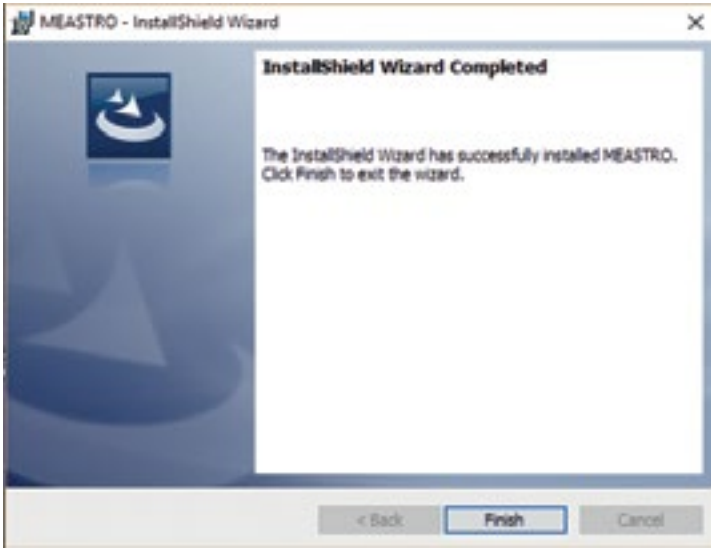 MEASTRO - InstallShield Wizard
InstallShield Wizard Completed
The InstallShield Wizard has successfully installed MEASTRO.
Click Finish to exit the wizard.
< Back
Finish
Cancel